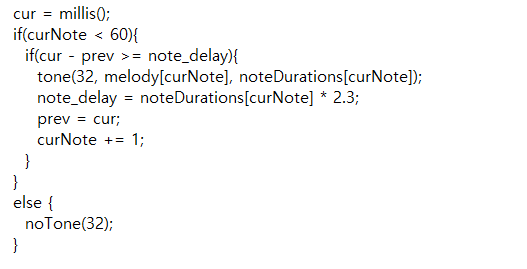 cur = millis();
if(curNote < 60){
if(cur - prev >= note_delay){
tone(32, melody[curNote], noteDurations[curNote]);
note_delay = noteDurations[curNote] * 2.3;
prev = cur;
curNote += 1;
}
}
else {
noTone(32);
}